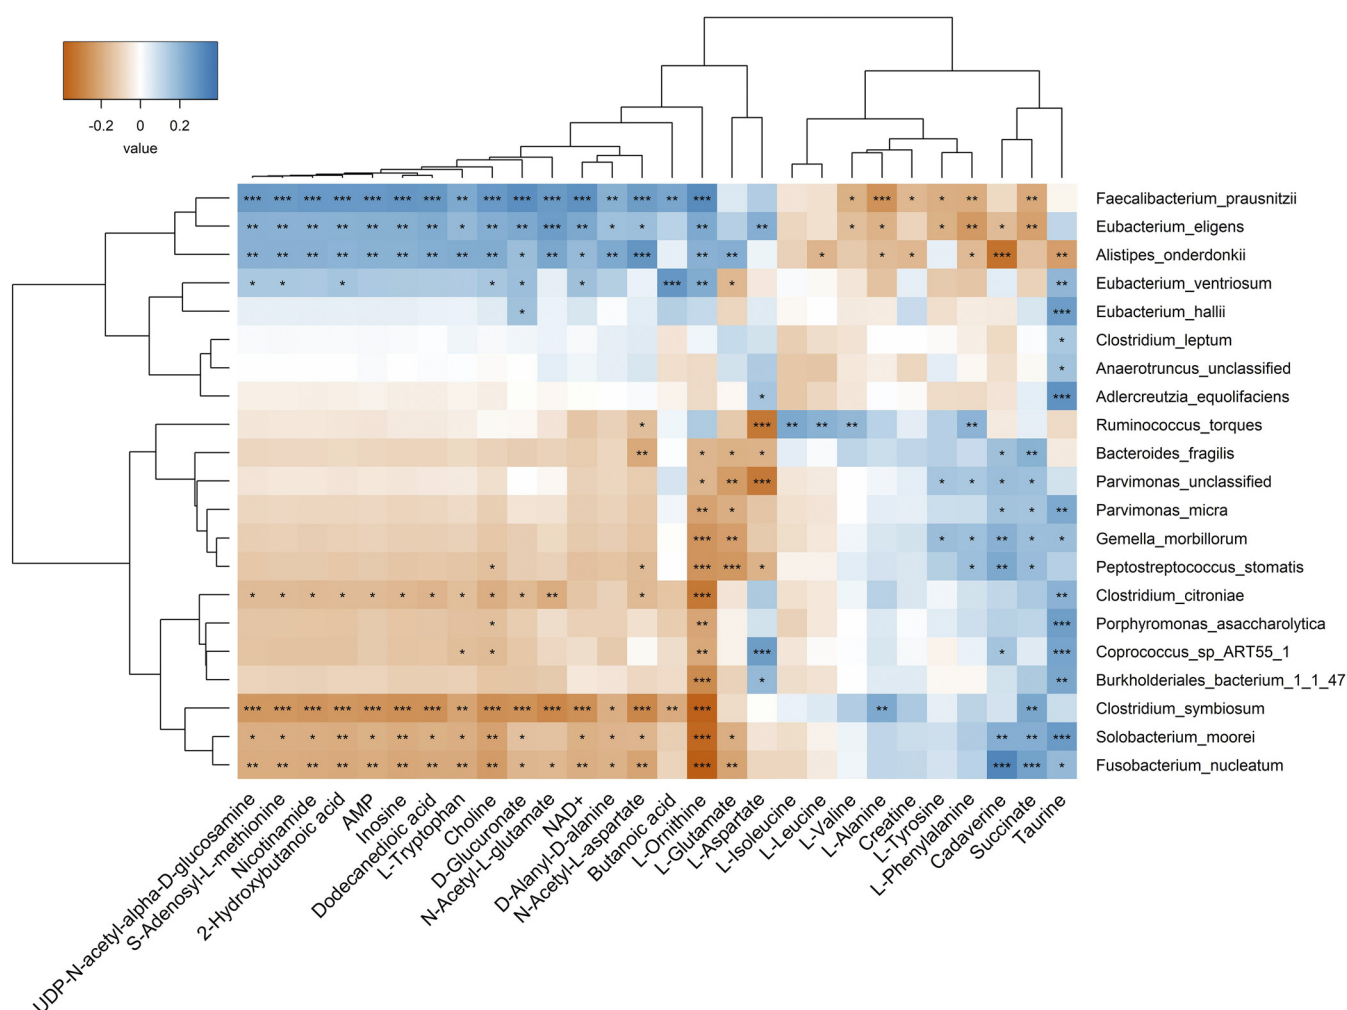 -0.2 0 0.2
value
*** *** *** *** *** *** *** ** *** *** *** *** ** *** ** *** * *** * * ** ** Faecalibacterium_prausnitzii
** ** ** ** ** ** ** * ** ** *** ** * * ** ** * * * ** * ** Eubacterium_eligens
** ** ** ** ** ** ** ** ** * ** * ** *** ** ** * * * * *** ** Alistipes_onderdonkii
* * * * * * *** ** * ** Eubacterium_ventriosum
* *** Eubacterium_hallii
* Clostridium_leptum
* Anaerotruncus_unclassified
* *** Adlercreutzia_equolifaciens
* *** ** ** ** ** Ruminococcus_torques
** * * * * ** Bacteroides_fragilis
* ** *** * * * * Parvimonas_unclassified
** * * * ** Parvimonas_micra
*** ** * * ** * * Gemella_morbillorum
* * *** *** * * ** * Peptostreptococcus_stomatis
* * * * * * * * * * ** * *** ** Clostridium_citroniae
* ** *** Porphyromonas_asaccharolytica
* * ** *** * *** Coprococcus_sp_ART55_1
*** * ** Burkholderiales_bacterium_1_1_47
*** *** *** *** *** *** *** ** *** *** *** *** * *** ** *** ** ** Clostridium_symbiosum
* * * ** * ** * * ** * * * * *** * ** ** *** Solobacterium_moorei
** ** ** ** ** ** ** ** ** * * ** * ** *** ** *** *** * Fusobacterium_nucleatum
UDP-N-acetyl-alpha-D-glucosamine
S-Adenosyl-L-methionine
Nicotinamide
2-Hydroxybutanoic acid
AMP
Inosine
Dodecanedioic acid
L-Tryptophan
Choline
D-Glucuronate
N-Acetyl-L-glutamate
NAD+
D-Alanyl-D-alanine
N-Acetyl-L-aspartate
Butanoic acid
L-Ornithine
L-Glutamate
L-Aspartate
L-Isoleucine
L-Leucine
L-Valine
L-Alanine
Creatine
L-Tyrosine
L-Phenylalanine
Cadaverine
Succinate
Taurine